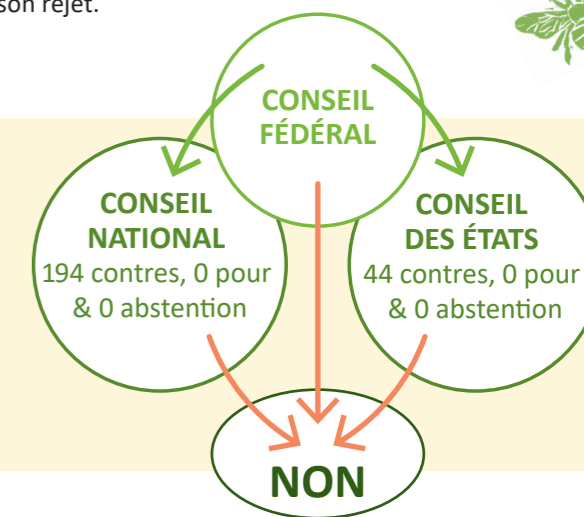 son rejet.
CONSEIL
FÉDÉRAL
CONSEIL
NATIONAL
194 contres, 0 pour
& 0 abstention
CONSEIL
DES ÉTATS
44 contres, 0 pour
& 0 abstention
NON